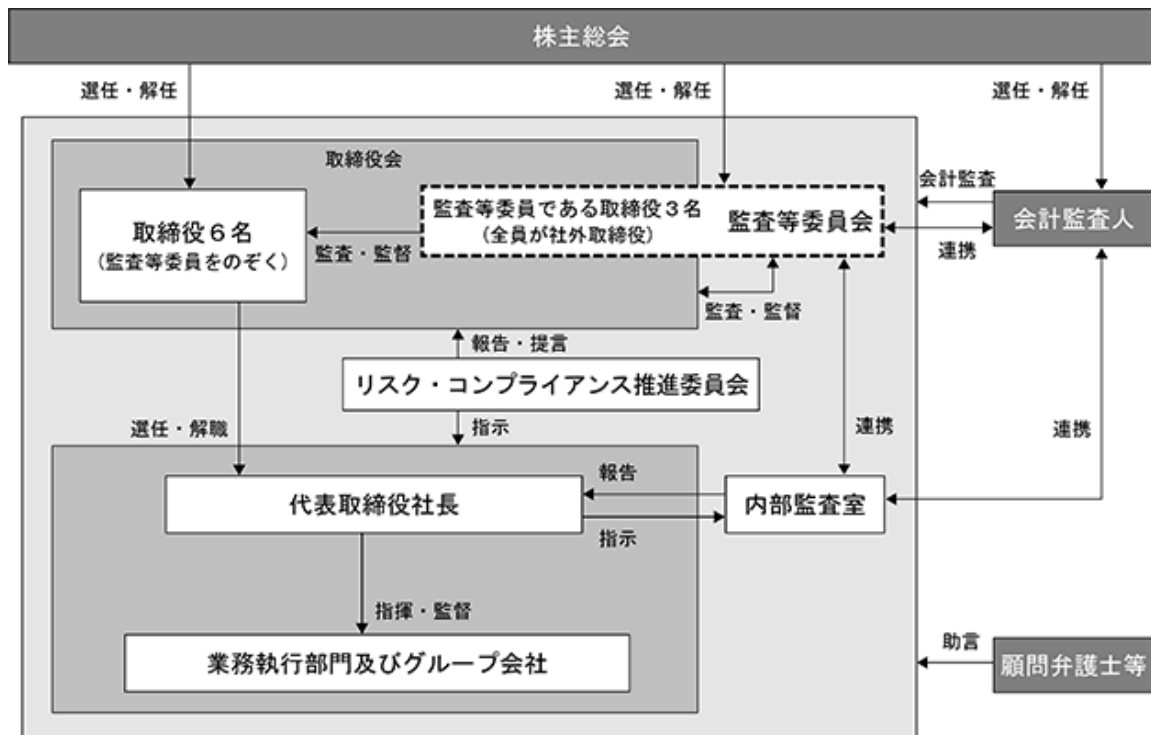 株主総会
選任・解任
選任・解任
選任・解任
取締役会
会計監査
取締役6名
(監査等委員をのぞく)
監査・監督
監査等委員である取締役3名
(全員が社外取締役)
監査等委員会
会計監査人
連携
監査・監督
報告・提言
リスク・コンプライアンス推進委員会
指示
選任・解職
連携
連携
代表取締役社長
報告
指示
内部監査室
指揮・監督
業務執行部門及びグループ会社
助言
顧問弁護士等